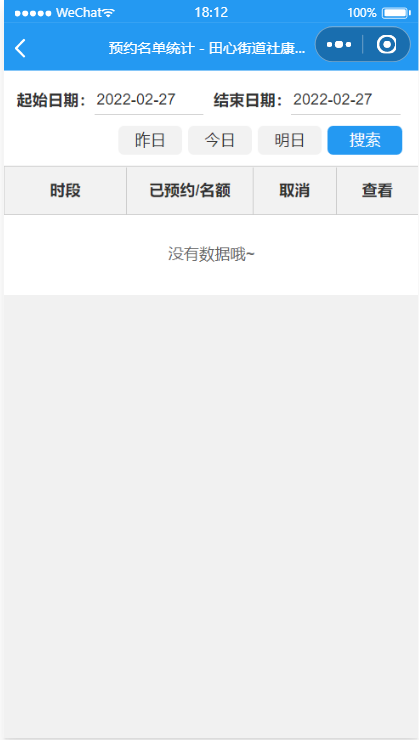 WeChat 18:12 100%
预约名单统计 - 田心街道社康...
起始日期： 2022-02-27 结束日期： 2022-02-27
昨日 今日 明日 搜索
时段 已预约/名额 取消 查看
没有数据哦~